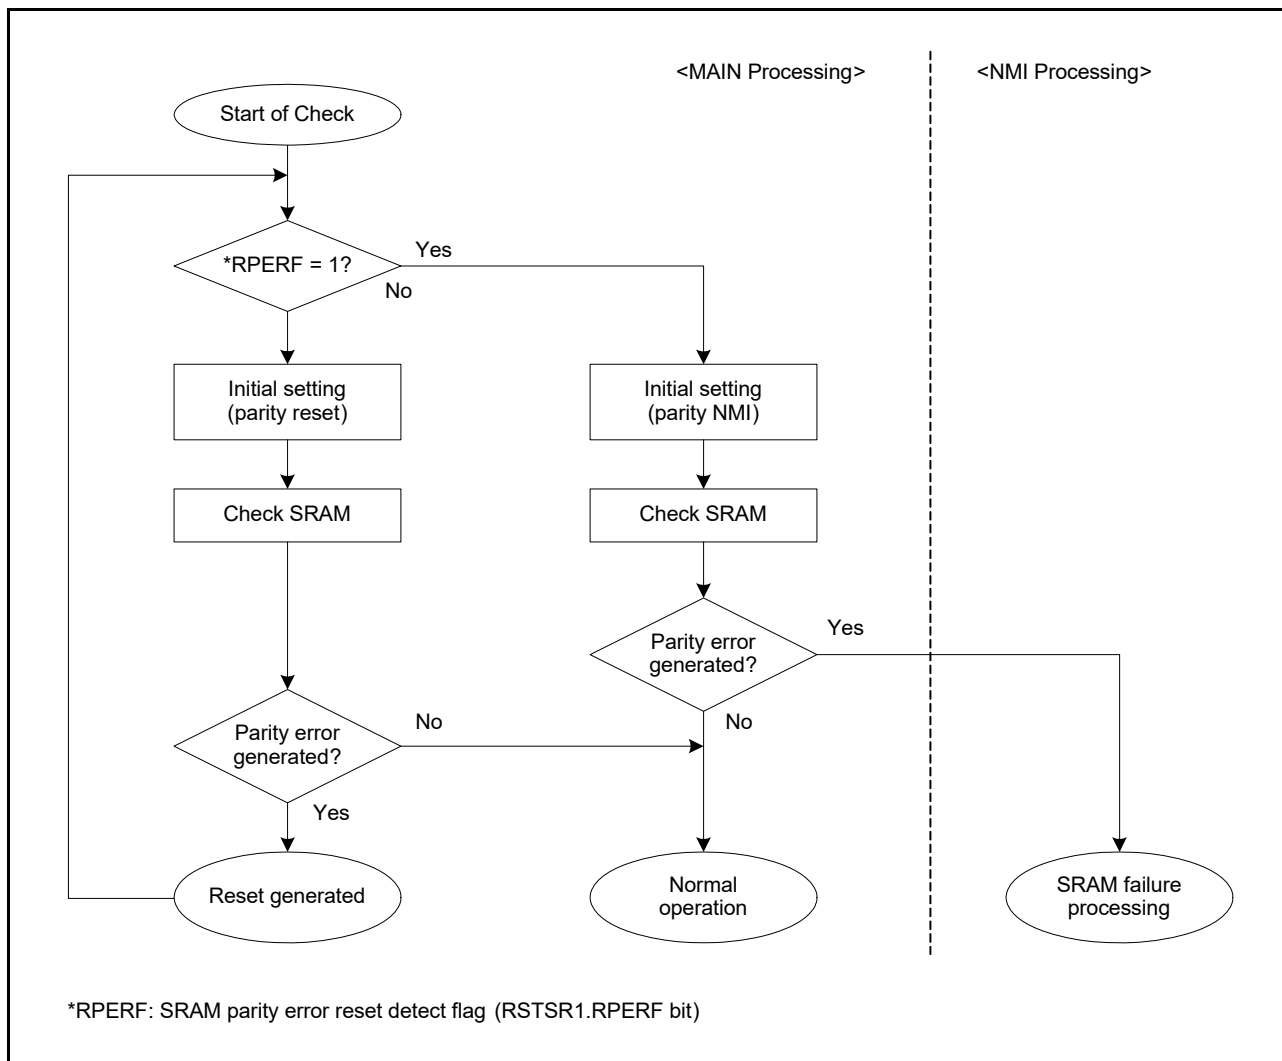 <MAIN Processing>
<NMI Processing>
Start of Check
*RPERF = 1?
Yes
No
Initial setting
(parity reset)
Initial setting
(parity NMI)
Check SRAM
Check SRAM
Parity error
generated?
Yes
No
Parity error
generated?
No
Yes
Reset generated
Normal
operation
SRAM failure
processing
*RPERF: SRAM parity error reset detect flag (RSTSR1.RPERF bit)